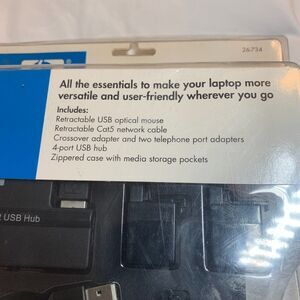 26-734
All the essentials to make your laptop more
versatile and user-friendly wherever you go
Includes:
Retractable USB optical mouse
Retractable Cat5 network cable
Crossover adapter and two telephone port adapters
4-port USB hub
Zippered case with media storage pockets
USB Hub